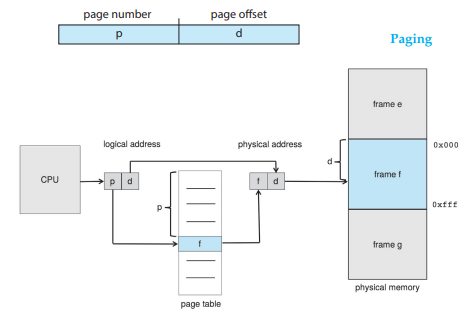 page number page offset
p d
Paging
frame e
logical address physical address
0x000
d
CPU
p d
f d
frame f
p
0xfff
f
frame g
physical memory
page table